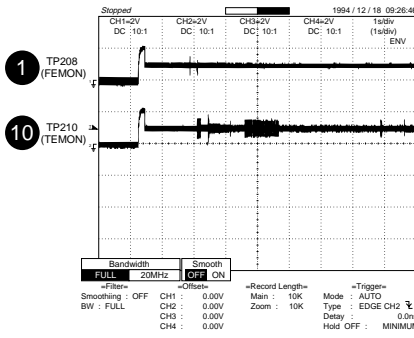 Stopped 1994 / 12 / 18 09:26:46
CH1=2V CH2=2V CH3=2V CH4=2V 1s/div
DC 10:1 DC 10:1 DC 10:1 DC 10:1 (1s/div)
ENV
1 TP208
(FEMON)
10 TP210
(TEMON)
Bandwidth Smooth
FULL 20MHz OFF ON
=Filter= =Offset= =Record Length= =Trigger=
Smoothiing : OFF CH1 : 0.00V Main : 10K Mode : AUTO
BW : FULL CH2 : 0.00V Zoom : 10K Type : EDGE CH2
CH3 : 0.00V Delay : 0.0n
CH4 : 0.00V Hold OFF : MINIMUM